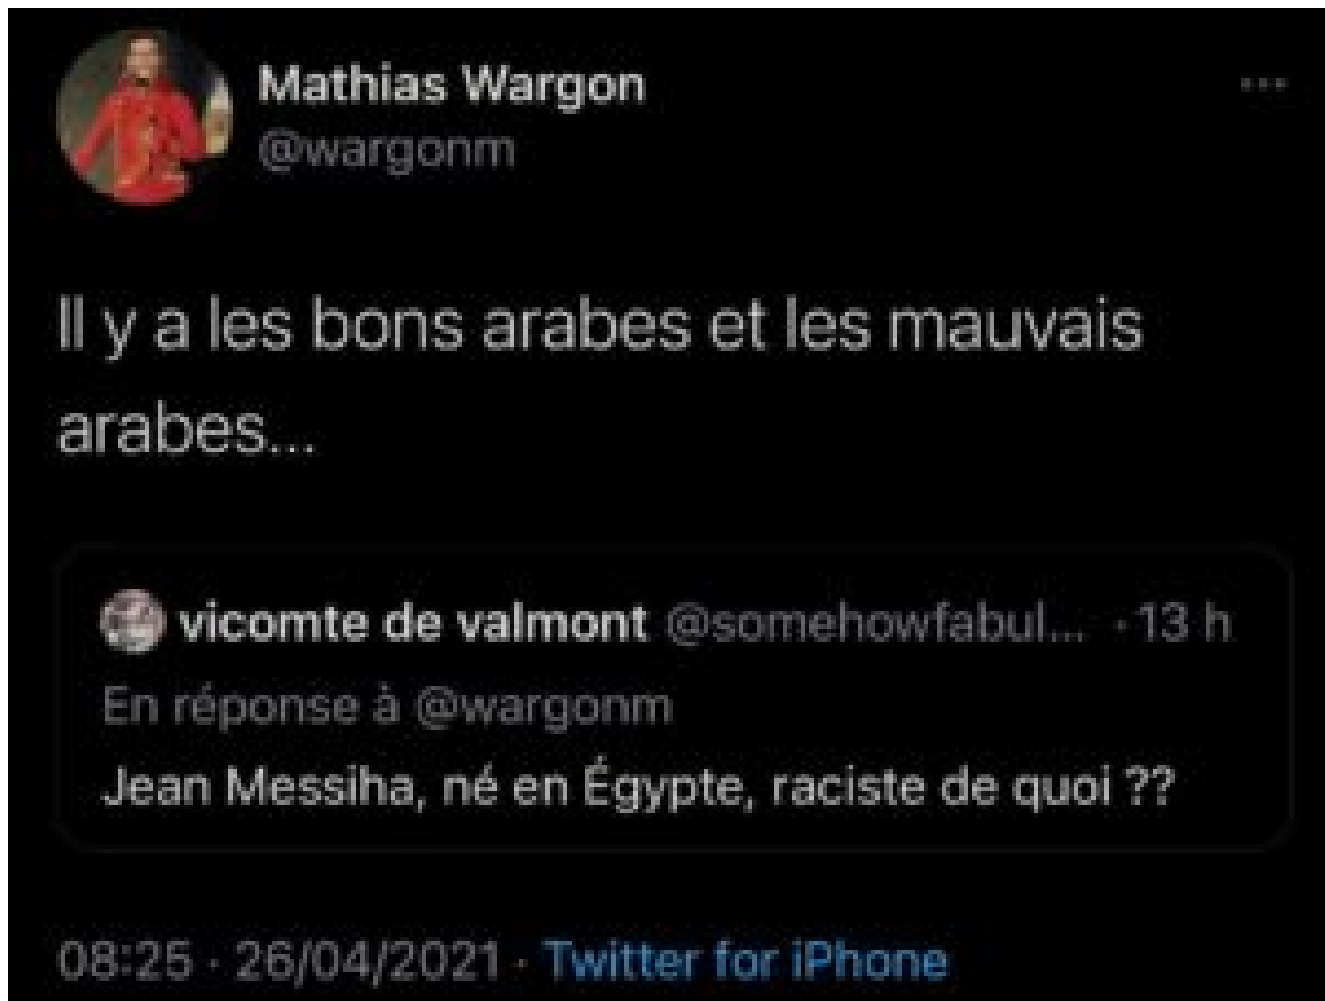 Mathias Wargon
@wargonm
Il y a les bons arabes et les mauvais
arabes...
vicomte de valmont @somehowfabul... · 13 h
En réponse à @wargonm
Jean Messiha, né en Égypte, raciste de quoi ??
08:25 · 26/04/2021 · Twitter for iPhone